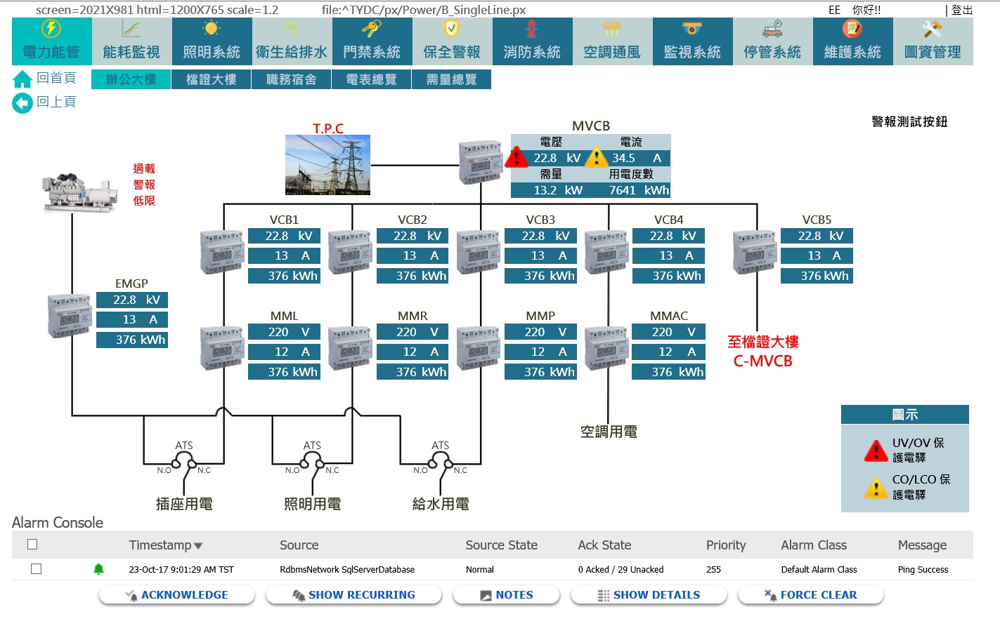 screen=2021X981 html=1200X765 scale=1.2 file:^TYDC/px/Power/B_SingleLine.px EE 你好!! | 登出
電力能管 能耗監視 照明系統 衛生給排水 門禁系統 保全警報 消防系統 空調通風 監視系統 停管系統 維護系統 圖資管理
回首頁 辦公大樓 檔證大樓 職務宿舍 電表總覽 需量總覽
回上頁
警報測試按鈕
T.P.C
MVCB
電壓 電流
22.8 kV 34.5 A
需量 用電度數
13.2 kW 7641 kWh
過載
警報
低限
VCB1 VCB2 VCB3 VCB4 VCB5
22.8 kV 22.8 kV 22.8 kV 22.8 kV 22.8 kV
13 A 13 A 13 A 13 A 13 A
376 kWh 376 kWh 376 kWh 376 kWh 376 kWh
EMGP
22.8 kV
13 A
376 kWh
MML MMR MMP MMAC
220 V 220 V 220 V 220 V
12 A 12 A 12 A 12 A
376 kWh 376 kWh 376 kWh 376 kWh
至檔證大樓
C-MVCB
空調用電
ATS ATS ATS
N.O N.C N.O N.C N.O N.C
插座用電 照明用電 給水用電
圖示
UV/OV 保
護電驛
CO/LCO 保
護電驛
Alarm Console
Timestamp Source Source State Ack State Priority Alarm Class Message
23-Oct-17 9:01:29 AM TST RdbmsNetwork SqlServerDatabase Normal 0 Acked / 29 Unacked 255 Default Alarm Class Ping Success
ACKNOWLEDGE SHOW RECURRING NOTES SHOW DETAILS FORCE CLEAR